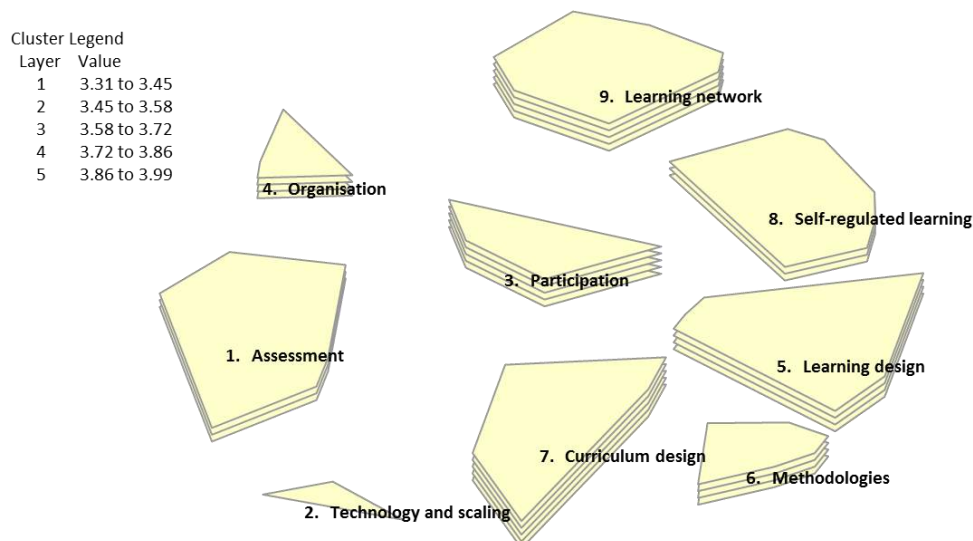 Cluster Legend
Layer Value
1 3.31 to 3.45
2 3.45 to 3.58
3 3.58 to 3.72
4 3.72 to 3.86
5 3.86 to 3.99
9. Learning network
4. Organisation
8. Self-regulated learning
3. Participation
1. Assessment
5. Learning design
7. Curriculum design
6. Methodologies
2. Technology and scaling